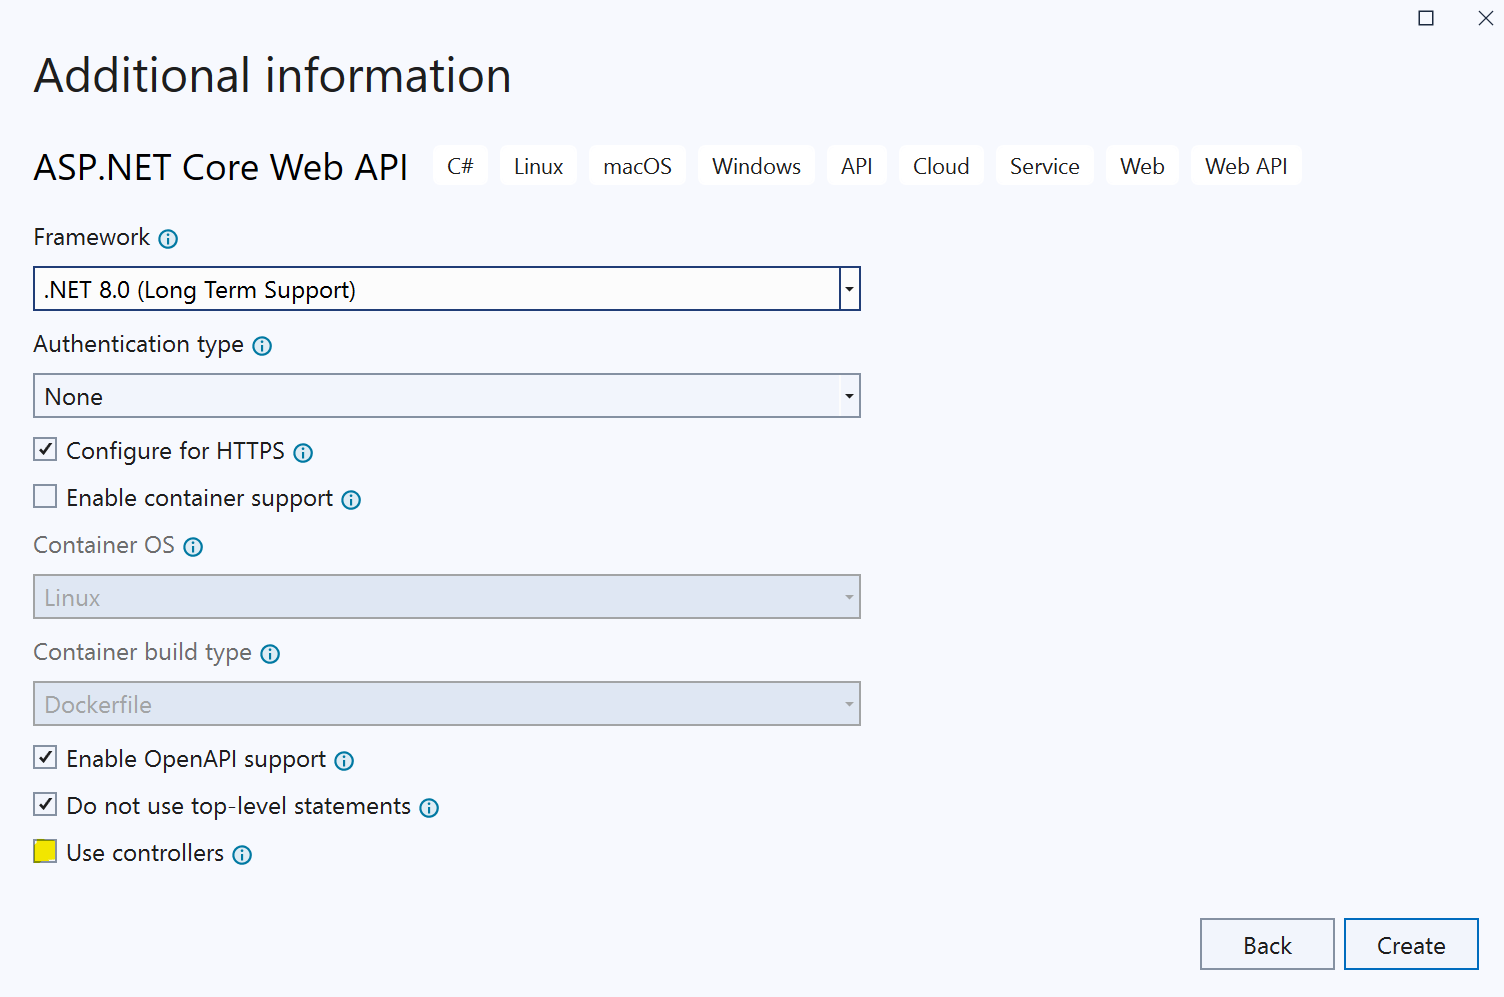 Additional information
ASP.NET Core Web API C# Linux macOS Windows API Cloud Service Web Web API
Framework
.NET 8.0 (Long Term Support)
Authentication type
None
Configure for HTTPS
Enable container support
Container OS
Linux
Container build type
Dockerfile
Enable OpenAPI support
Do not use top-level statements
Use controllers
Back Create